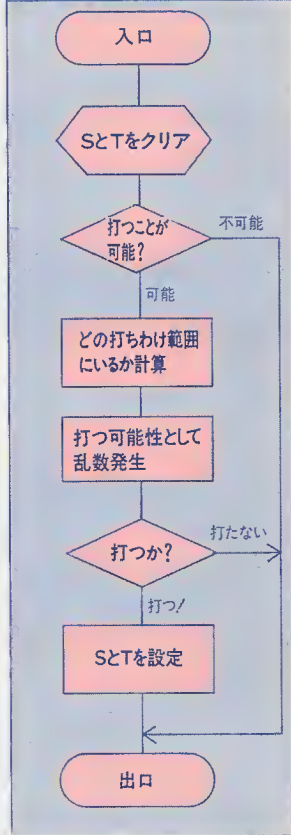 入口
SとTをクリア
打つことが
可能?
不可能
可能
どの打ちわけ範囲
にいるか計算
打つ可能性として
乱数発生
打つか?
打たない
打つ!
SとTを設定
出口